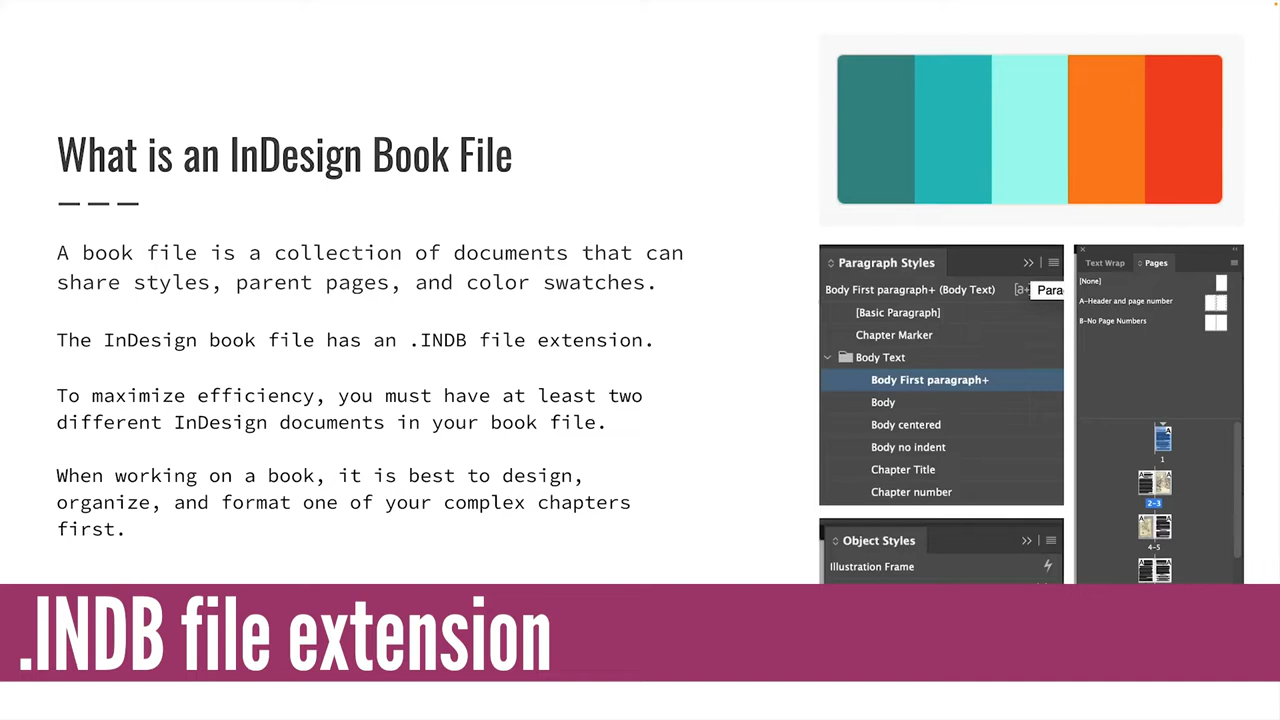 What is an InDesign Book File
A book file is a collection of documents that can
share styles, parent pages, and color swatches.
The InDesign book file has an .INDB file extension.
To maximize efficiency, you must have at least two
different InDesign documents in your book file.
When working on a book, it is best to design,
organize, and format one of your complex chapters
first.
Paragraph Styles
Body First paragraph+ (Body Text)
[a+
Para
[Basic Paragraph]
Chapter Marker
Body Text
Body First paragraph+
Body
Body centered
Body no indent
Chapter Title
Chapter number
Object Styles
Illustration Frame
Text Wrap
Pages
[None]
A-Header and page number
B-No Page Numbers
A
1
A
2-3
A
A
4-5
A
A
.INDB file extension